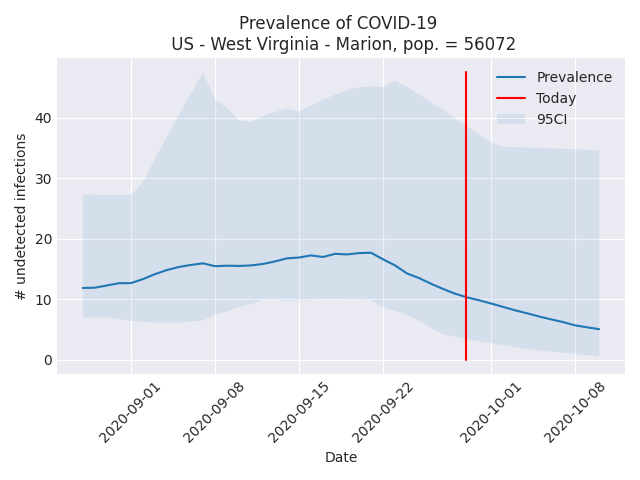 Prevalence of COVID-19
US - West Virginia - Marion, pop. = 56072
Prevalence
Today
95CI
# undetected infections
40
30
20
10
0
2020-09-01
2020-09-08
2020-09-15
2020-09-22
2020-10-01
2020-10-08
Date